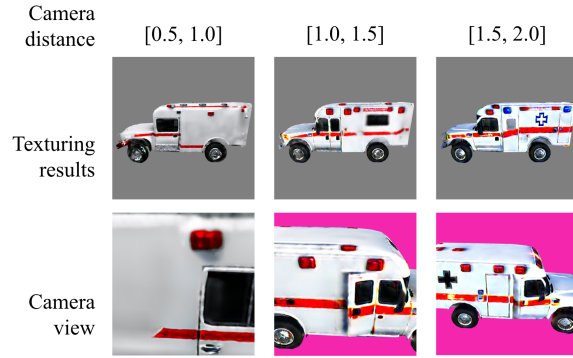 Camera
distance
[0.5, 1.0] [1.0, 1.5] [1.5, 2.0]
Texturing
results
Camera
view